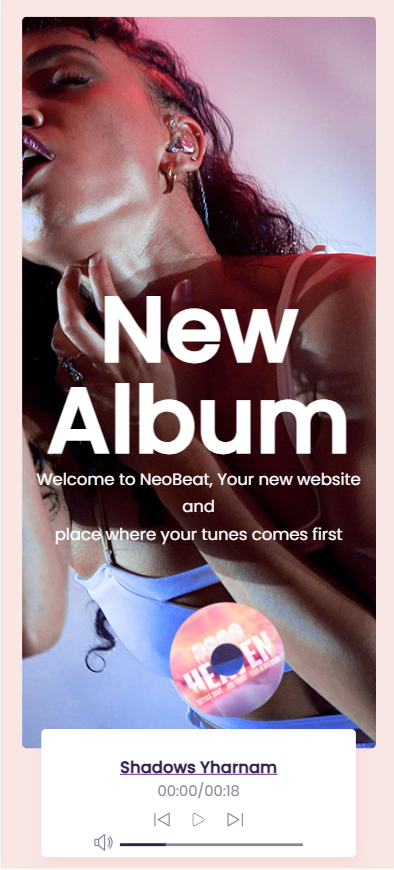 New
Album
Welcome to NeoBeat, Your new website
and
place where your tunes comes first
HEAVEN
Shadows Yharnam
00:00/00:18